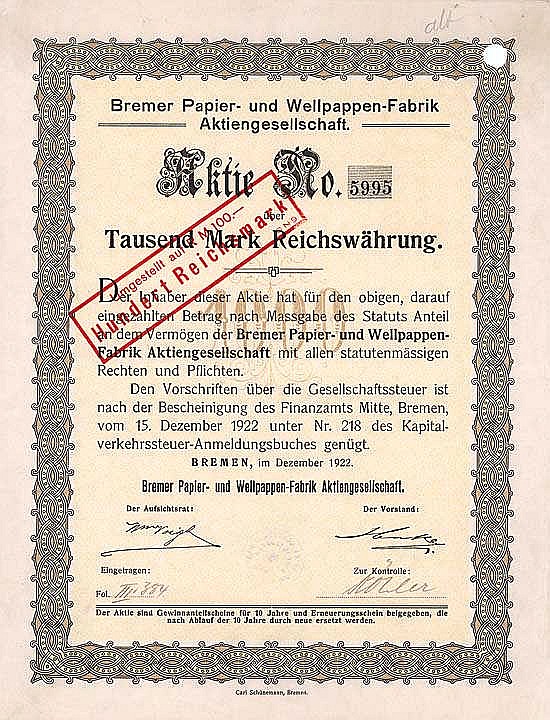 alt
Bremer Papier- und Wellpappen-Fabrik
Aktiengesellschaft.
Aktie No. 5995
über
Tausend Mark Reichswährung.
umgestellt auf R.M. 100.—
Hundert Reichsmark
Der Inhaber dieser Aktie hat für den obigen, darauf
eingezahlten Betrag nach Massgabe des Statuts Anteil
an dem Vermögen der Bremer Papier- und Wellpappen-
Fabrik Aktiengesellschaft mit allen statutenmässigen
Rechten und Pflichten.
1000
Den Vorschriften über die Gesellschaftssteuer ist
nach der Bescheinigung des Finanzamts Mitte, Bremen,
vom 15. Dezember 1922 unter Nr. 218 des Kapital-
verkehrssteuer-Anmeldungsbuches genügt.
BREMEN, im Dezember 1922.
Bremer Papier- und Wellpappen-Fabrik Aktiengesellschaft.
Der Aufsichtsrat: Der Vorstand:
Eingetragen: Zur Kontrolle:
Fol. III 384 Köhler
Der Aktie sind Gewinnanteilscheine für 10 Jahre und Erneuerungsschein beigegeben, die
nach Ablauf der 10 Jahre durch neue ersetzt werden.
Carl Schünemann, Bremen.